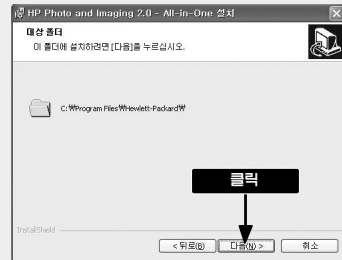 HP Photo and Imaging 2.0 - All-in-One 설치
대상 폴더
이 폴더에 설치하려면 [다음]을 누르십시오.
C:₩Program Files₩Hewlett-Packard₩
클릭
InstallShield
< 뒤로(B)
다음(N) >
취소